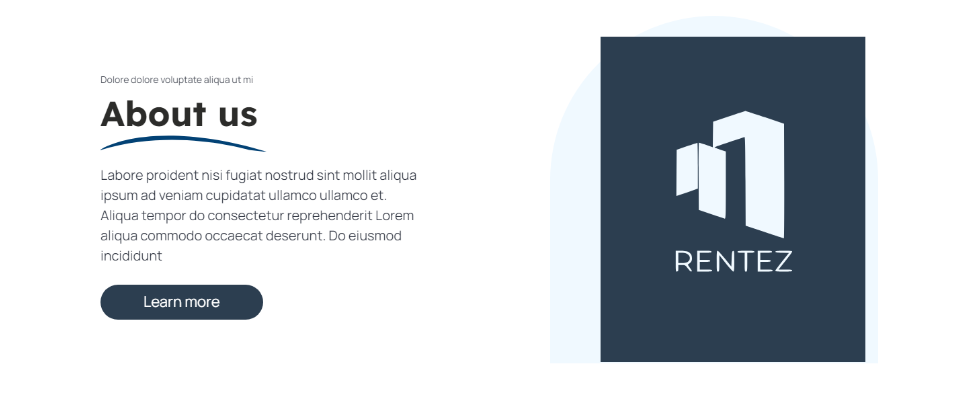 Dolore dolore voluptate aliqua ut mi
About us
Labore proident nisi fugiat nostrud sint mollit aliqua
ipsum ad veniam cupidatat ullamco ullamco et.
Aliqua tempor do consectetur reprehenderit Lorem
aliqua commodo occaecat deserunt. Do eiusmod
incididunt
Learn more
RENTEZ